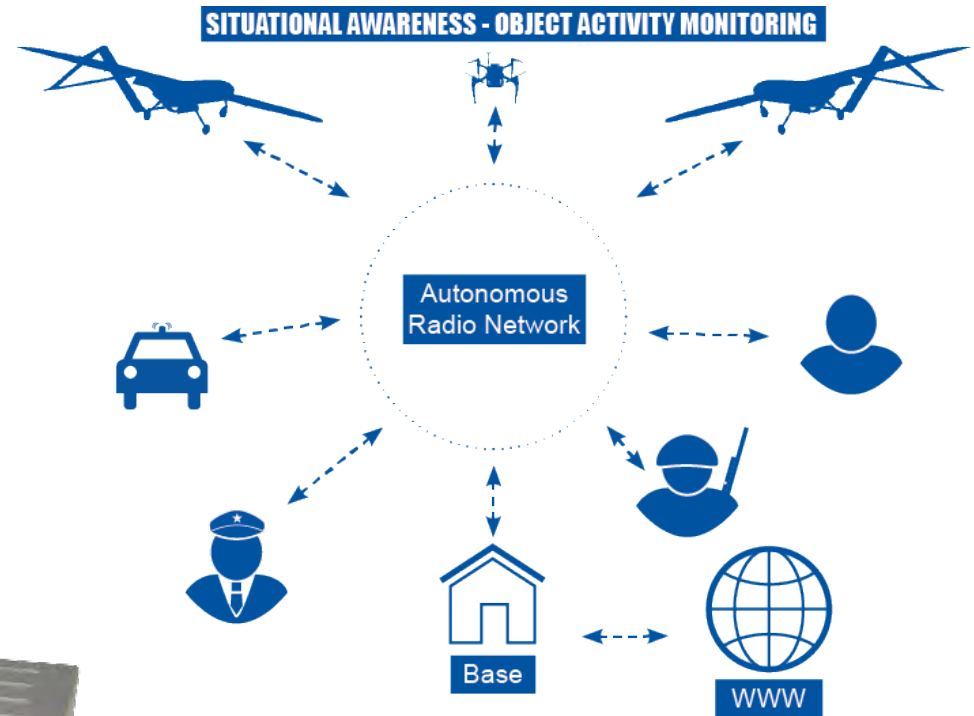 SITUATIONAL AWARENESS - OBJECT ACTIVITY MONITORING
Autonomous
Radio Network
Base
WWW